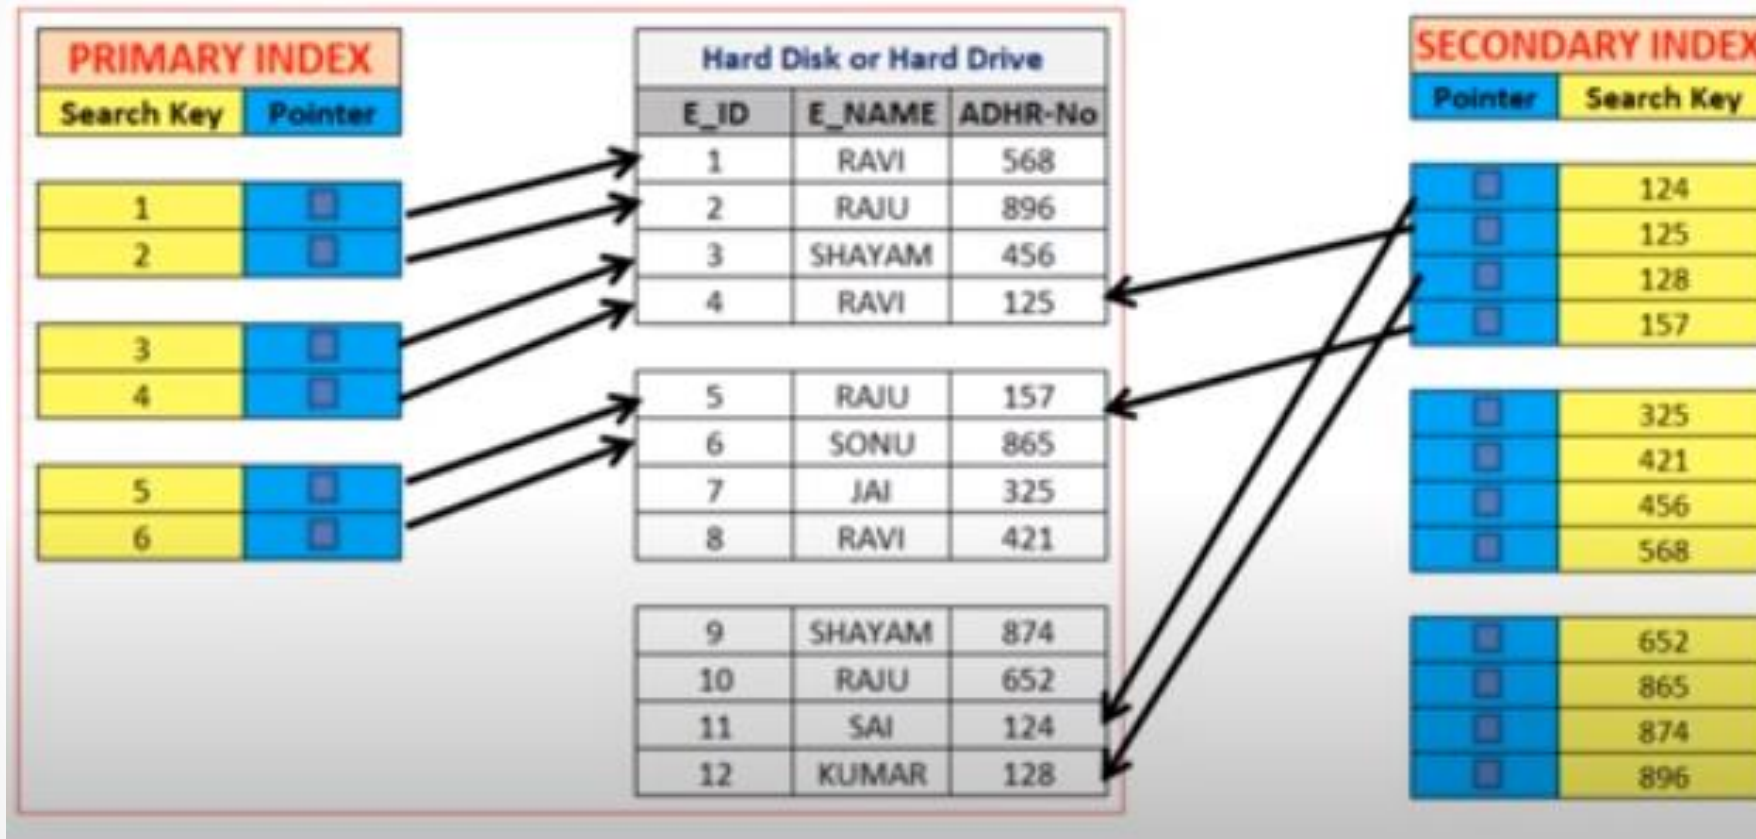 PRIMARY INDEX
Search Key Pointer
1
2
3
4
5
6
Hard Disk or Hard Drive
E_ID E_NAME ADHR-No
1 RAVI 568
2 RAJU 896
3 SHAYAM 456
4 RAVI 125
5 RAJU 157
6 SONU 865
7 JAI 325
8 RAVI 421
9 SHAYAM 874
10 RAJU 652
11 SAI 124
12 KUMAR 128
SECONDARY INDEX
Pointer Search Key
124
125
128
157
325
421
456
568
652
865
874
896